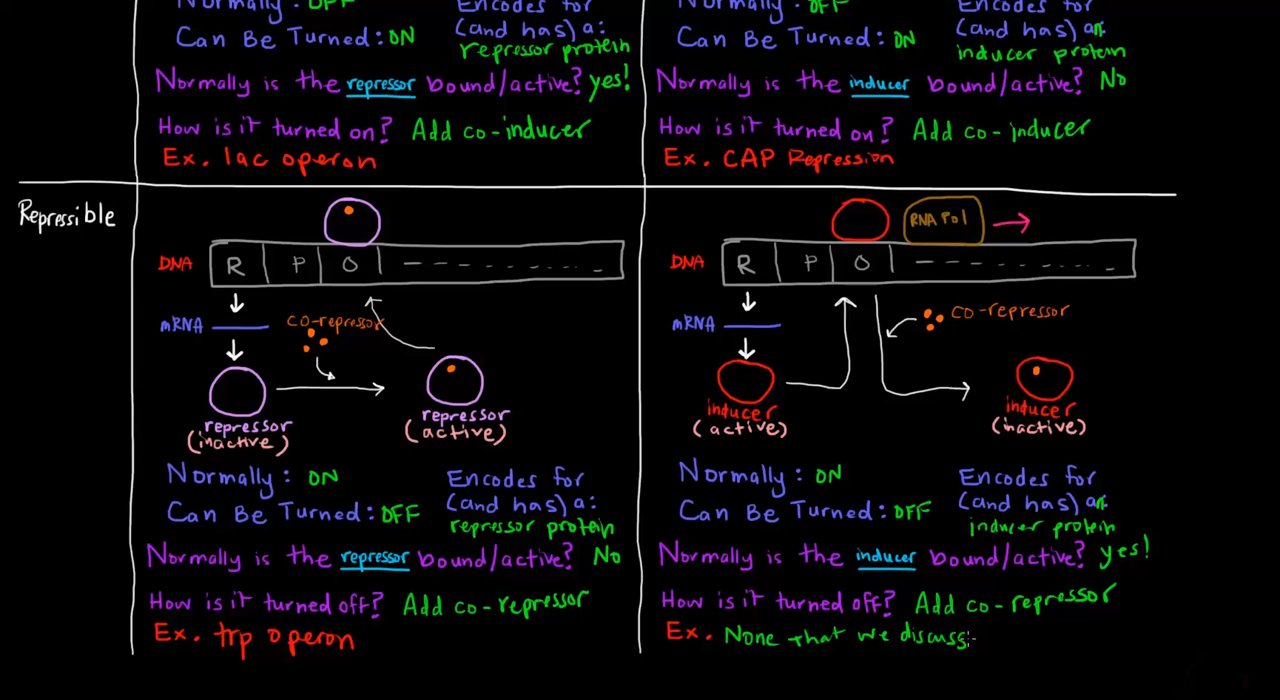 Normally: OFF
Encodes for
Can Be Turned: ON
(and has) a:
repressor protein
Normally is the repressor bound/active? yes!
How is it turned on? Add co-inducer
Ex. lac operon
Normally: OFF
Encodes for
Can Be Turned: ON
(and has) an:
inducer protein
Normally is the inducer bound/active? No
How is it turned on? Add co-inducer
Ex. CAP Repression
Repressible
DNA R P O
mRNA
CO-repressor
repressor
(inactive)
repressor
(active)
Normally: ON
Encodes for
Can Be Turned: OFF
(and has) a:
repressor protein
Normally is the repressor bound/active? No
How is it turned off? Add co-repressor
Ex. trp operon
RNA Pol
DNA R P O
mRNA
CO-repressor
inducer
(active)
inducer
(inactive)
Normally: ON
Encodes for
Can Be Turned: OFF
(and has) an:
inducer protein
Normally is the inducer bound/active? yes!
How is it turned off? Add co-repressor
Ex. None that we discuss